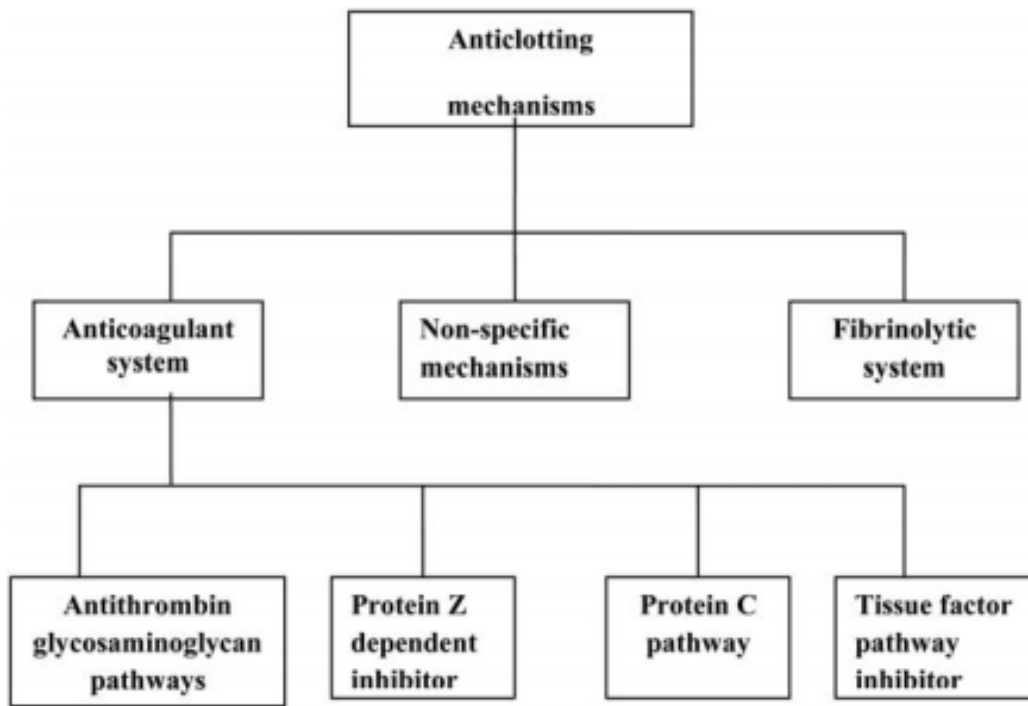 Anticlotting
mechanisms
Anticoagulant
system
Non-specific
mechanisms
Fibrinolytic
system
Antithrombin
glycosaminoglycan
pathways
Protein Z
dependent
inhibitor
Protein C
pathway
Tissue factor
pathway
inhibitor